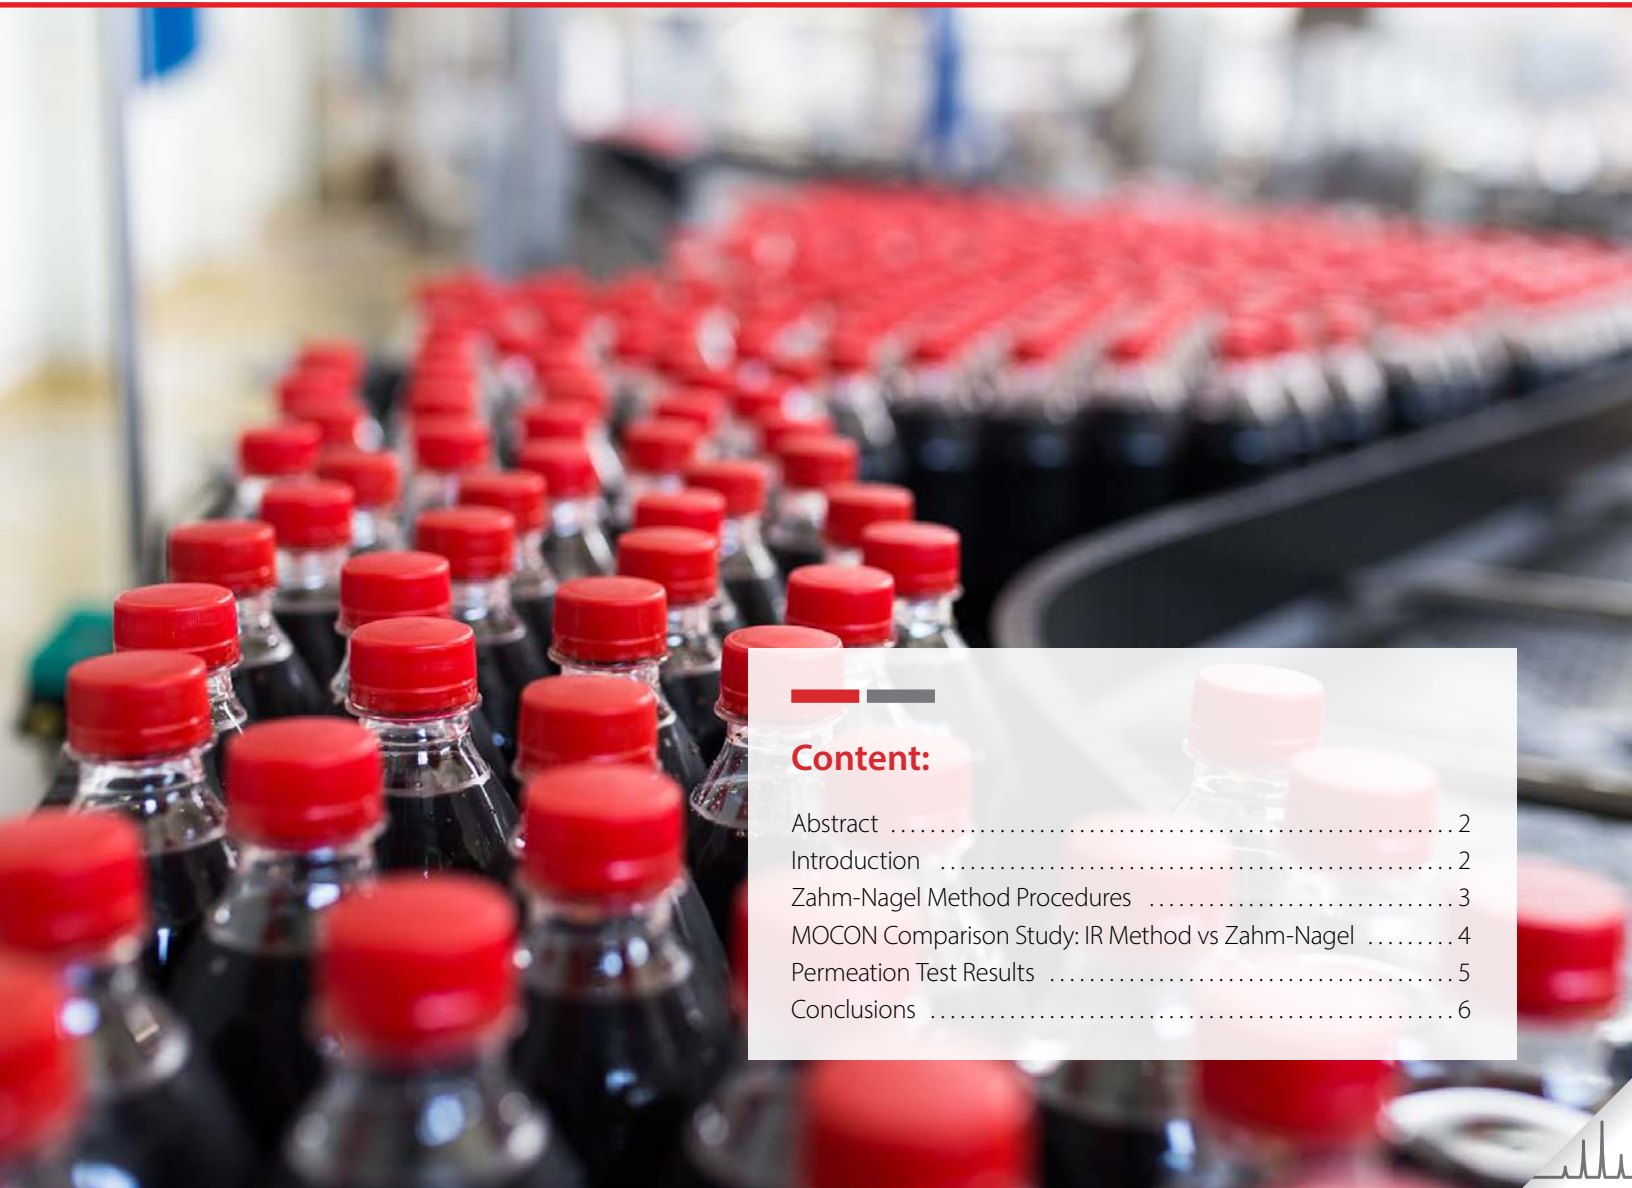 Content:
Abstract ................................................................ 2
Introduction ........................................................... 2
Zahm-Nagel Method Procedures ................................... 3
MOCON Comparison Study: IR Method vs Zahm-Nagel ......... 4
Permeation Test Results .............................................. 5
Conclusions ............................................................ 6